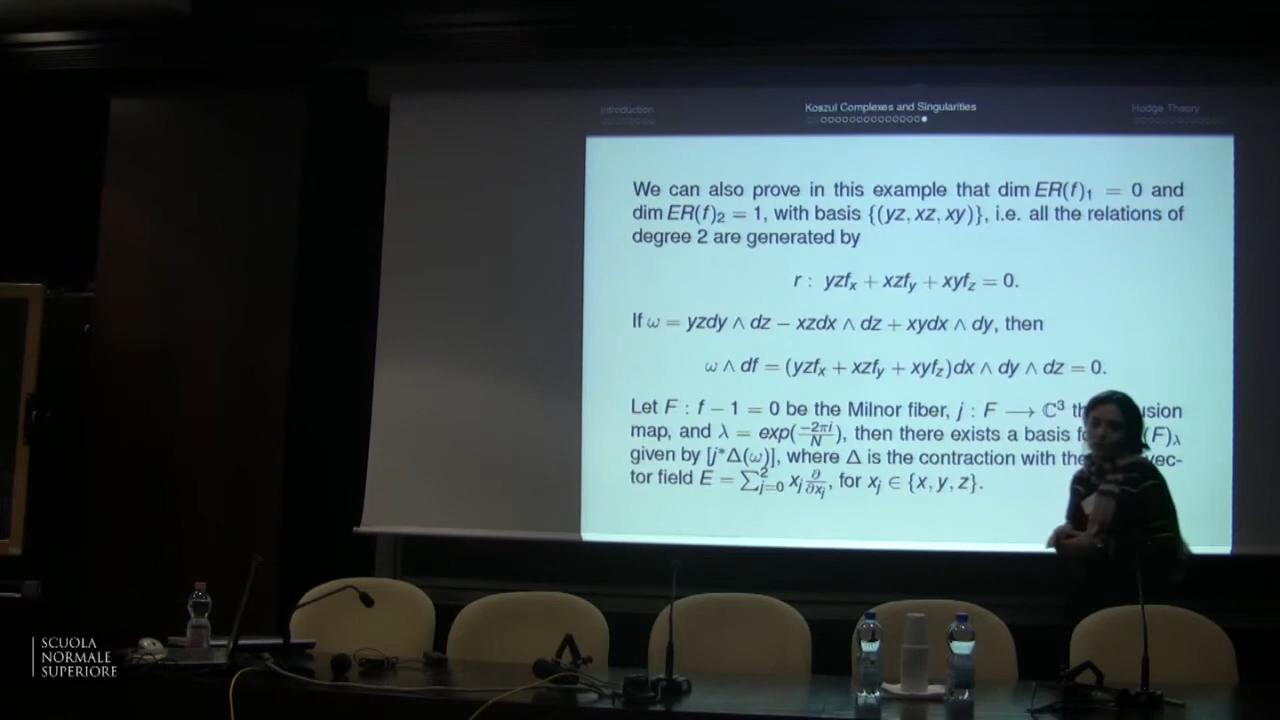 Introduction
Koszul Complexes and Singularities
Hodge Theory
We can also prove in this example that dim ER(f)₁ = 0 and
dim ER(f)₂ = 1, with basis {(yz, xz, xy)}, i.e. all the relations of
degree 2 are generated by
r : yzfₓ + xzf_y + xyf_z = 0.
If ω = yzdy ∧ dz − xzdx ∧ dz + xydx ∧ dy, then
ω ∧ df = (yzfₓ + xzf_y + xyf_z)dx ∧ dy ∧ dz = 0.
Let F : f − 1 = 0 be the Milnor fiber, j : F ⟶ ℂ³ usion
map, and λ = exp(−2πi/N), then there exists a basis (F)_λ
given by [j*Δ(ω)], where Δ is the contraction with the vec-
tor field E = ∑²_{j=0} x_j ∂/∂x_j, for x_j ∈ {x, y, z}.
SCUOLA
NORMALE
SUPERIORE